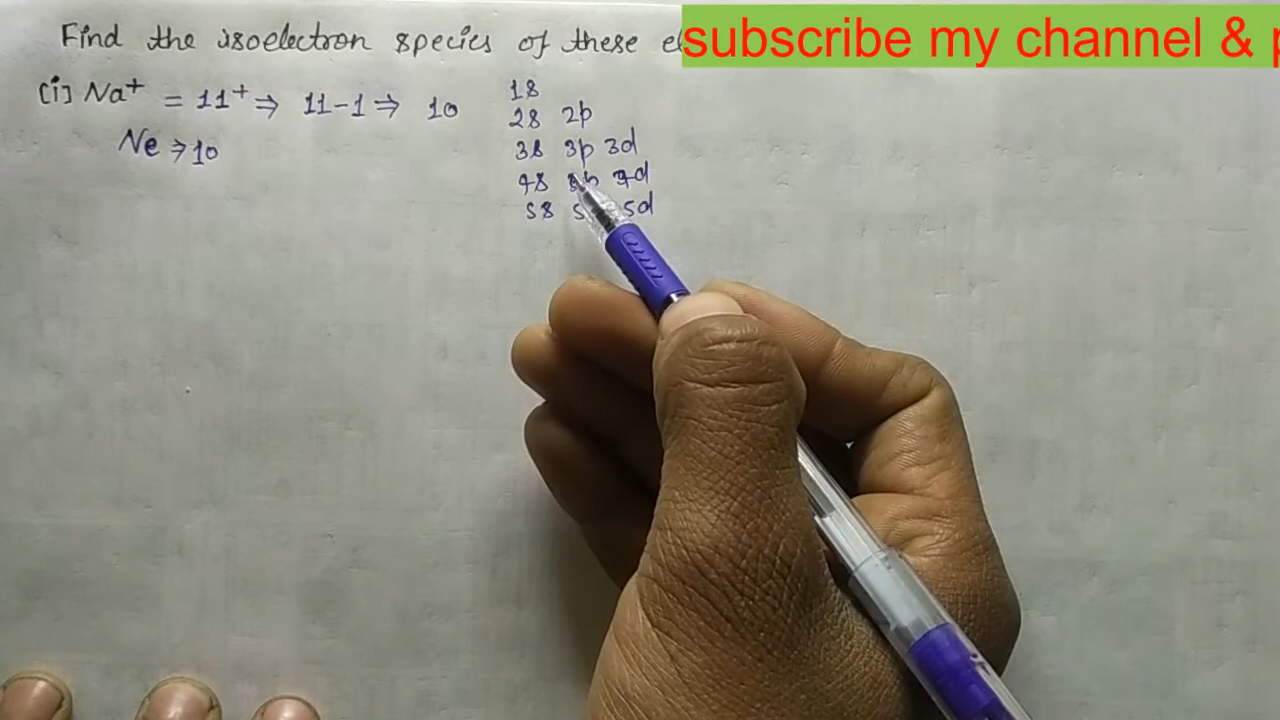 Find the isoelectron species of these
subscribe my channel &
[i] Na⁺ = 11⁺ ⇒ 11-1 ⇒ 10
Ne ⇒ 10
1s
2s 2p
3s 3p 3d
4s 4d
5s 5d